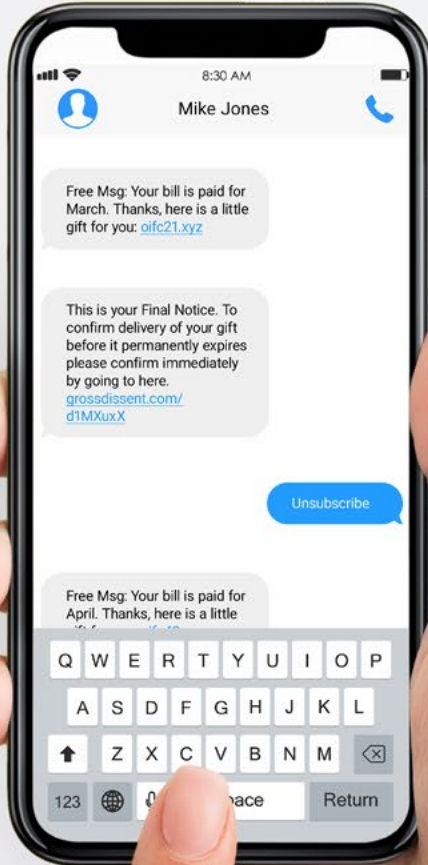 8:30 AM
Mike Jones
Free Msg: Your bill is paid for
March. Thanks, here is a little
gift for you: oifc21.xyz
This is your Final Notice. To
confirm delivery of your gift
before it permanently expires
please confirm immediately
by going to here.
grossdissent.com/
d1MXuxX
Unsubscribe
Free Msg: Your bill is paid for
April. Thanks, here is a little
Q W E R T Y U I O P
A S D F G H J K L
Z X C V B N M
123 Return